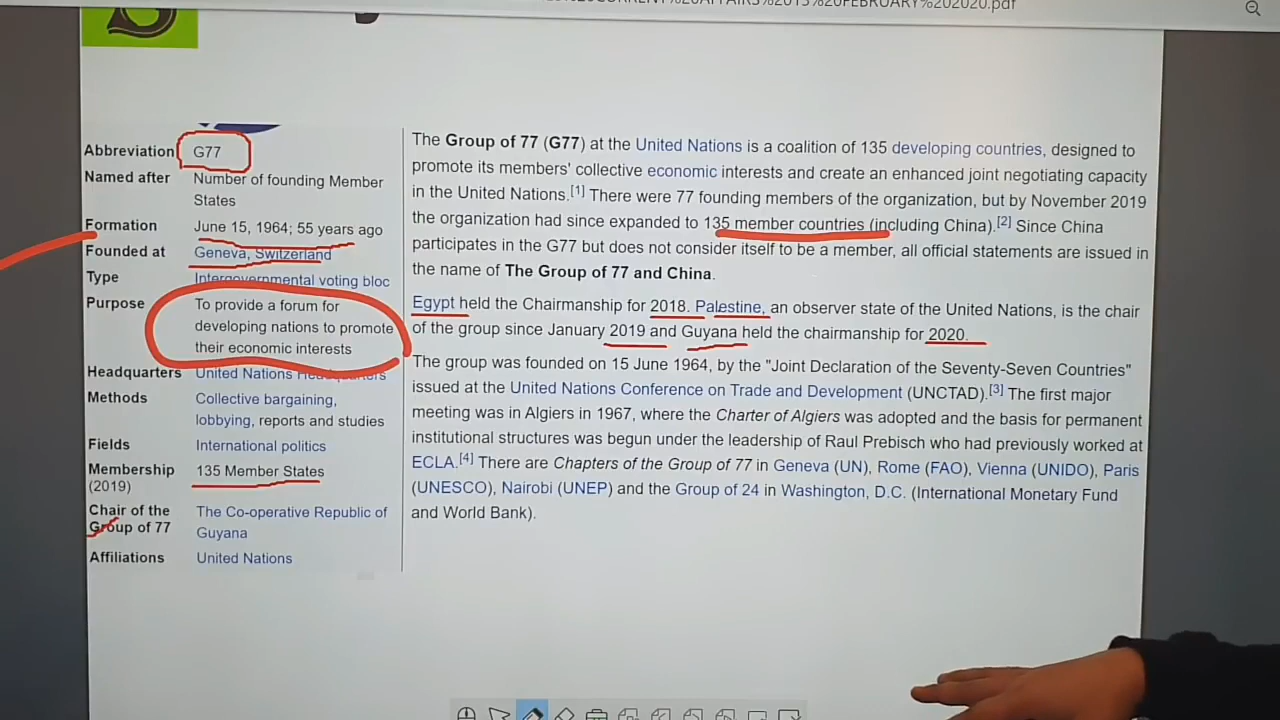 CURRENT%20AFFAIRS%2013%20FEBRUARY%202020.pdf
Abbreviation G77
Named after Number of founding Member
States
Formation June 15, 1964; 55 years ago
Founded at Geneva, Switzerland
Type Intergovernmental voting bloc
Purpose To provide a forum for
developing nations to promote
their economic interests
Headquarters United Nations Headquarters
Methods Collective bargaining,
lobbying, reports and studies
Fields International politics
Membership 135 Member States
(2019)
Chair of the The Co-operative Republic of
Group of 77 Guyana
Affiliations United Nations
The Group of 77 (G77) at the United Nations is a coalition of 135 developing countries, designed to
promote its members' collective economic interests and create an enhanced joint negotiating capacity
in the United Nations.[1] There were 77 founding members of the organization, but by November 2019
the organization had since expanded to 135 member countries (including China).[2] Since China
participates in the G77 but does not consider itself to be a member, all official statements are issued in
the name of The Group of 77 and China.
Egypt held the Chairmanship for 2018. Palestine, an observer state of the United Nations, is the chair
of the group since January 2019 and Guyana held the chairmanship for 2020.
The group was founded on 15 June 1964, by the "Joint Declaration of the Seventy-Seven Countries"
issued at the United Nations Conference on Trade and Development (UNCTAD).[3] The first major
meeting was in Algiers in 1967, where the Charter of Algiers was adopted and the basis for permanent
institutional structures was begun under the leadership of Raul Prebisch who had previously worked at
ECLA.[4] There are Chapters of the Group of 77 in Geneva (UN), Rome (FAO), Vienna (UNIDO), Paris
(UNESCO), Nairobi (UNEP) and the Group of 24 in Washington, D.C. (International Monetary Fund
and World Bank).